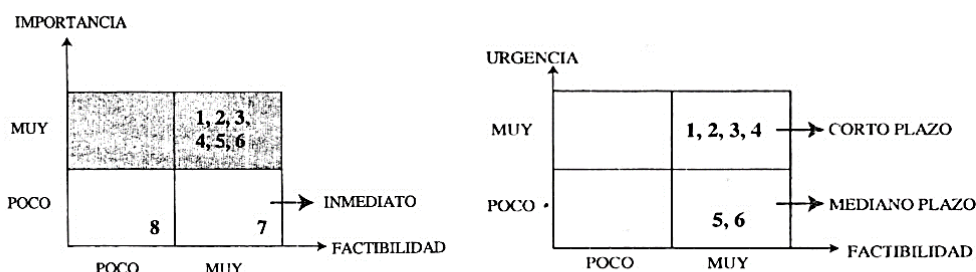 IMPORTANCIA
MUY
1, 2, 3,
4, 5, 6
POCO
8
7
INMEDIATO
FACTIBILIDAD
POCO MUY
URGENCIA
MUY
1, 2, 3, 4
CORTO PLAZO
POCO
5, 6
MEDIANO PLAZO
FACTIBILIDAD
POCO MUY